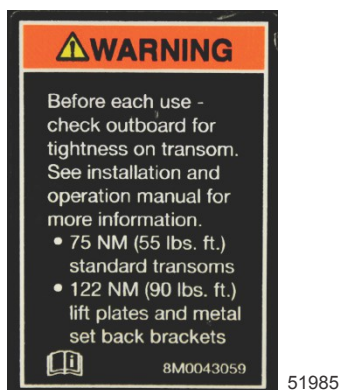 WARNING
Before each use -
check outboard for
tightness on transom.
See installation and
operation manual for
more information.
• 75 NM (55 lbs. ft.)
standard transoms
• 122 NM (90 lbs. ft.)
lift plates and metal
set back brackets
8M0043059
51985